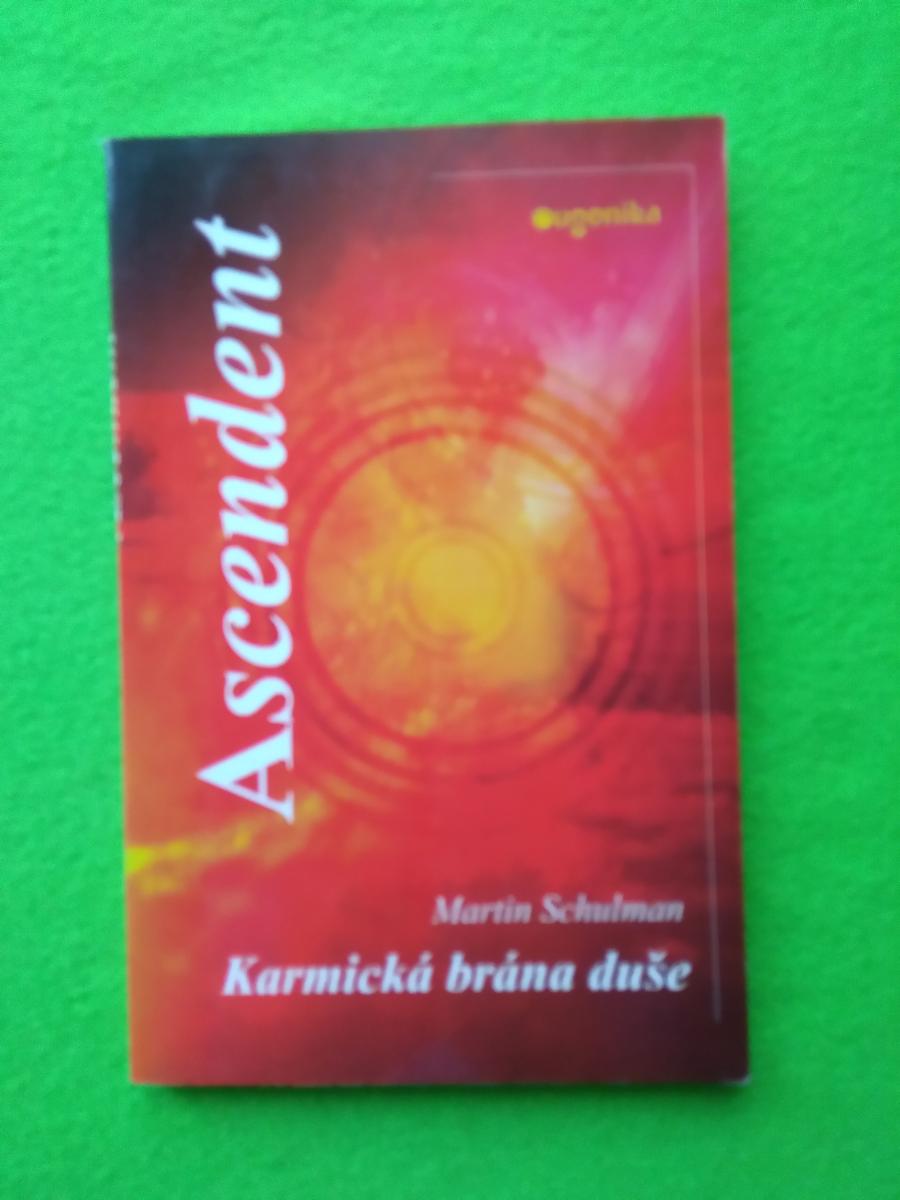 eugenika
Ascendent
Martin Schulman
Karmická brána duše